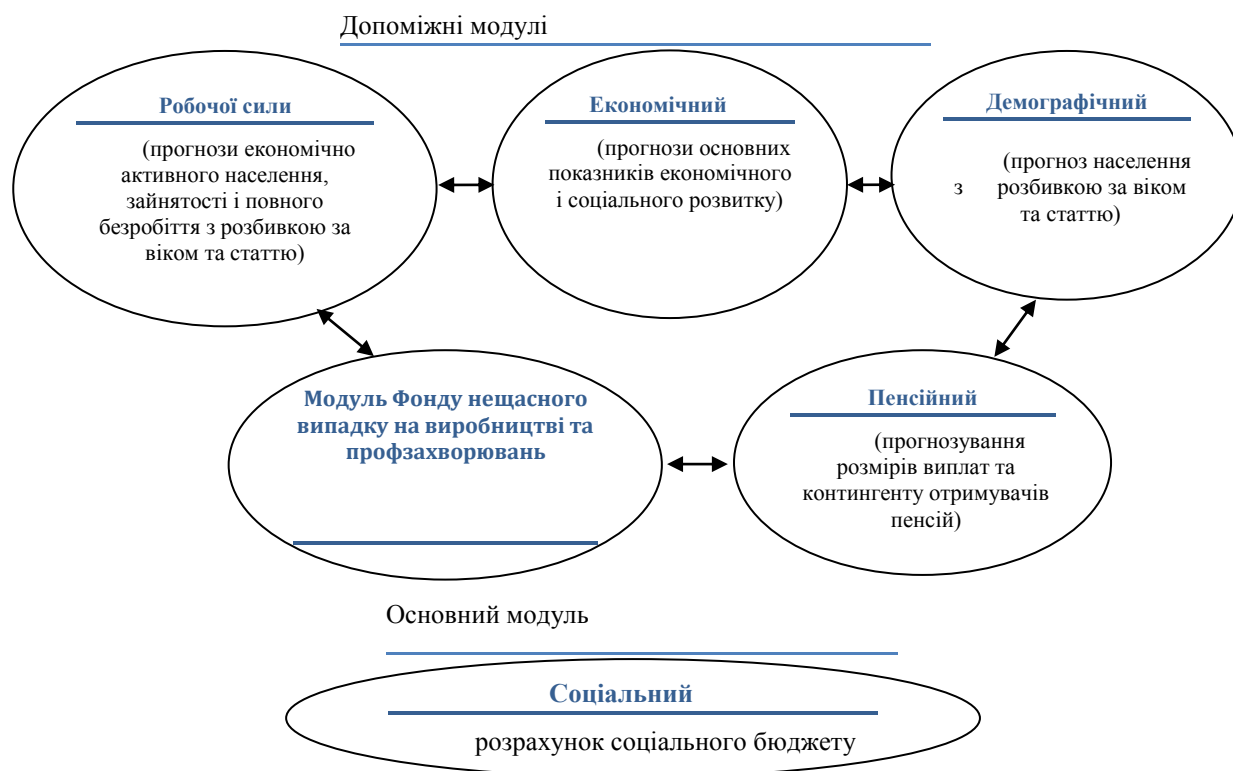 Допоміжні модулі
Робочої сили
(прогнози економічно
активного населення,
зайнятості і повного
безробіття з розбивкою за
віком та статтю)
Економічний
(прогнози основних
показників економічного
і соціального розвитку)
Демографічний
(прогноз населення
з розбивкою за віком
та статтю)
Модуль Фонду нещасного
випадку на виробництві та
профзахворювань
Пенсійний
(прогнозування
розмірів виплат та
контингенту отримувачів
пенсій)
Основний модуль
Соціальний
розрахунок соціального бюджету